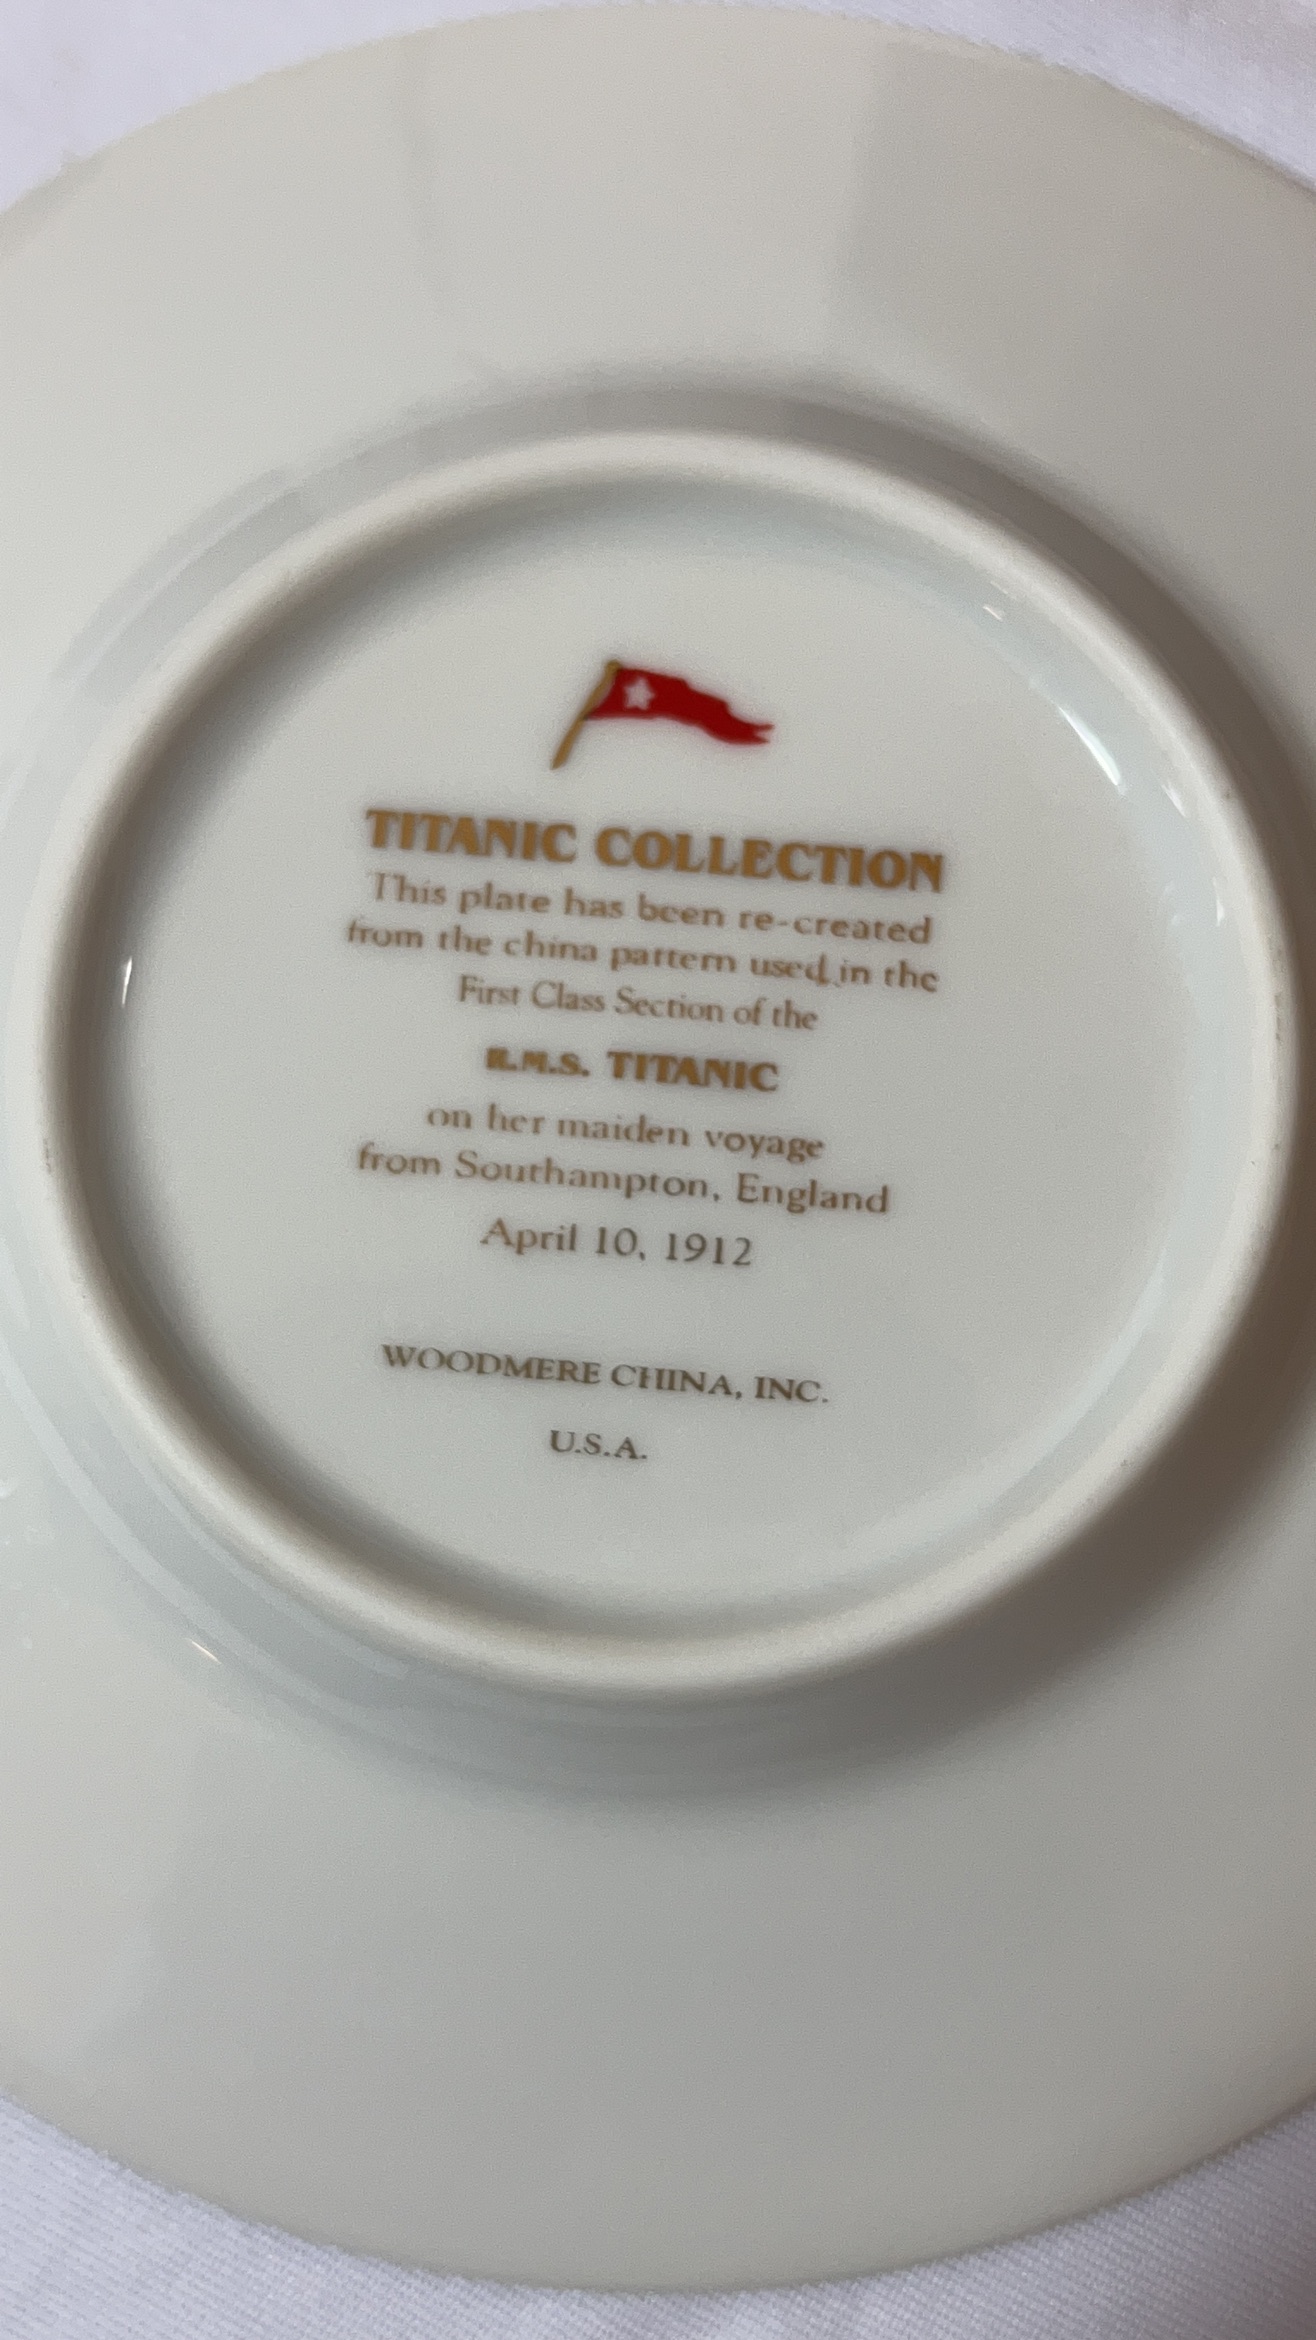 TITANIC COLLECTION
This plate has been re-created
from the china pattern used in the
First Class Section of the
R.M.S. TITANIC
on her maiden voyage
from Southampton, England
April 10, 1912
WOODMERE CHINA, INC.
U.S.A.